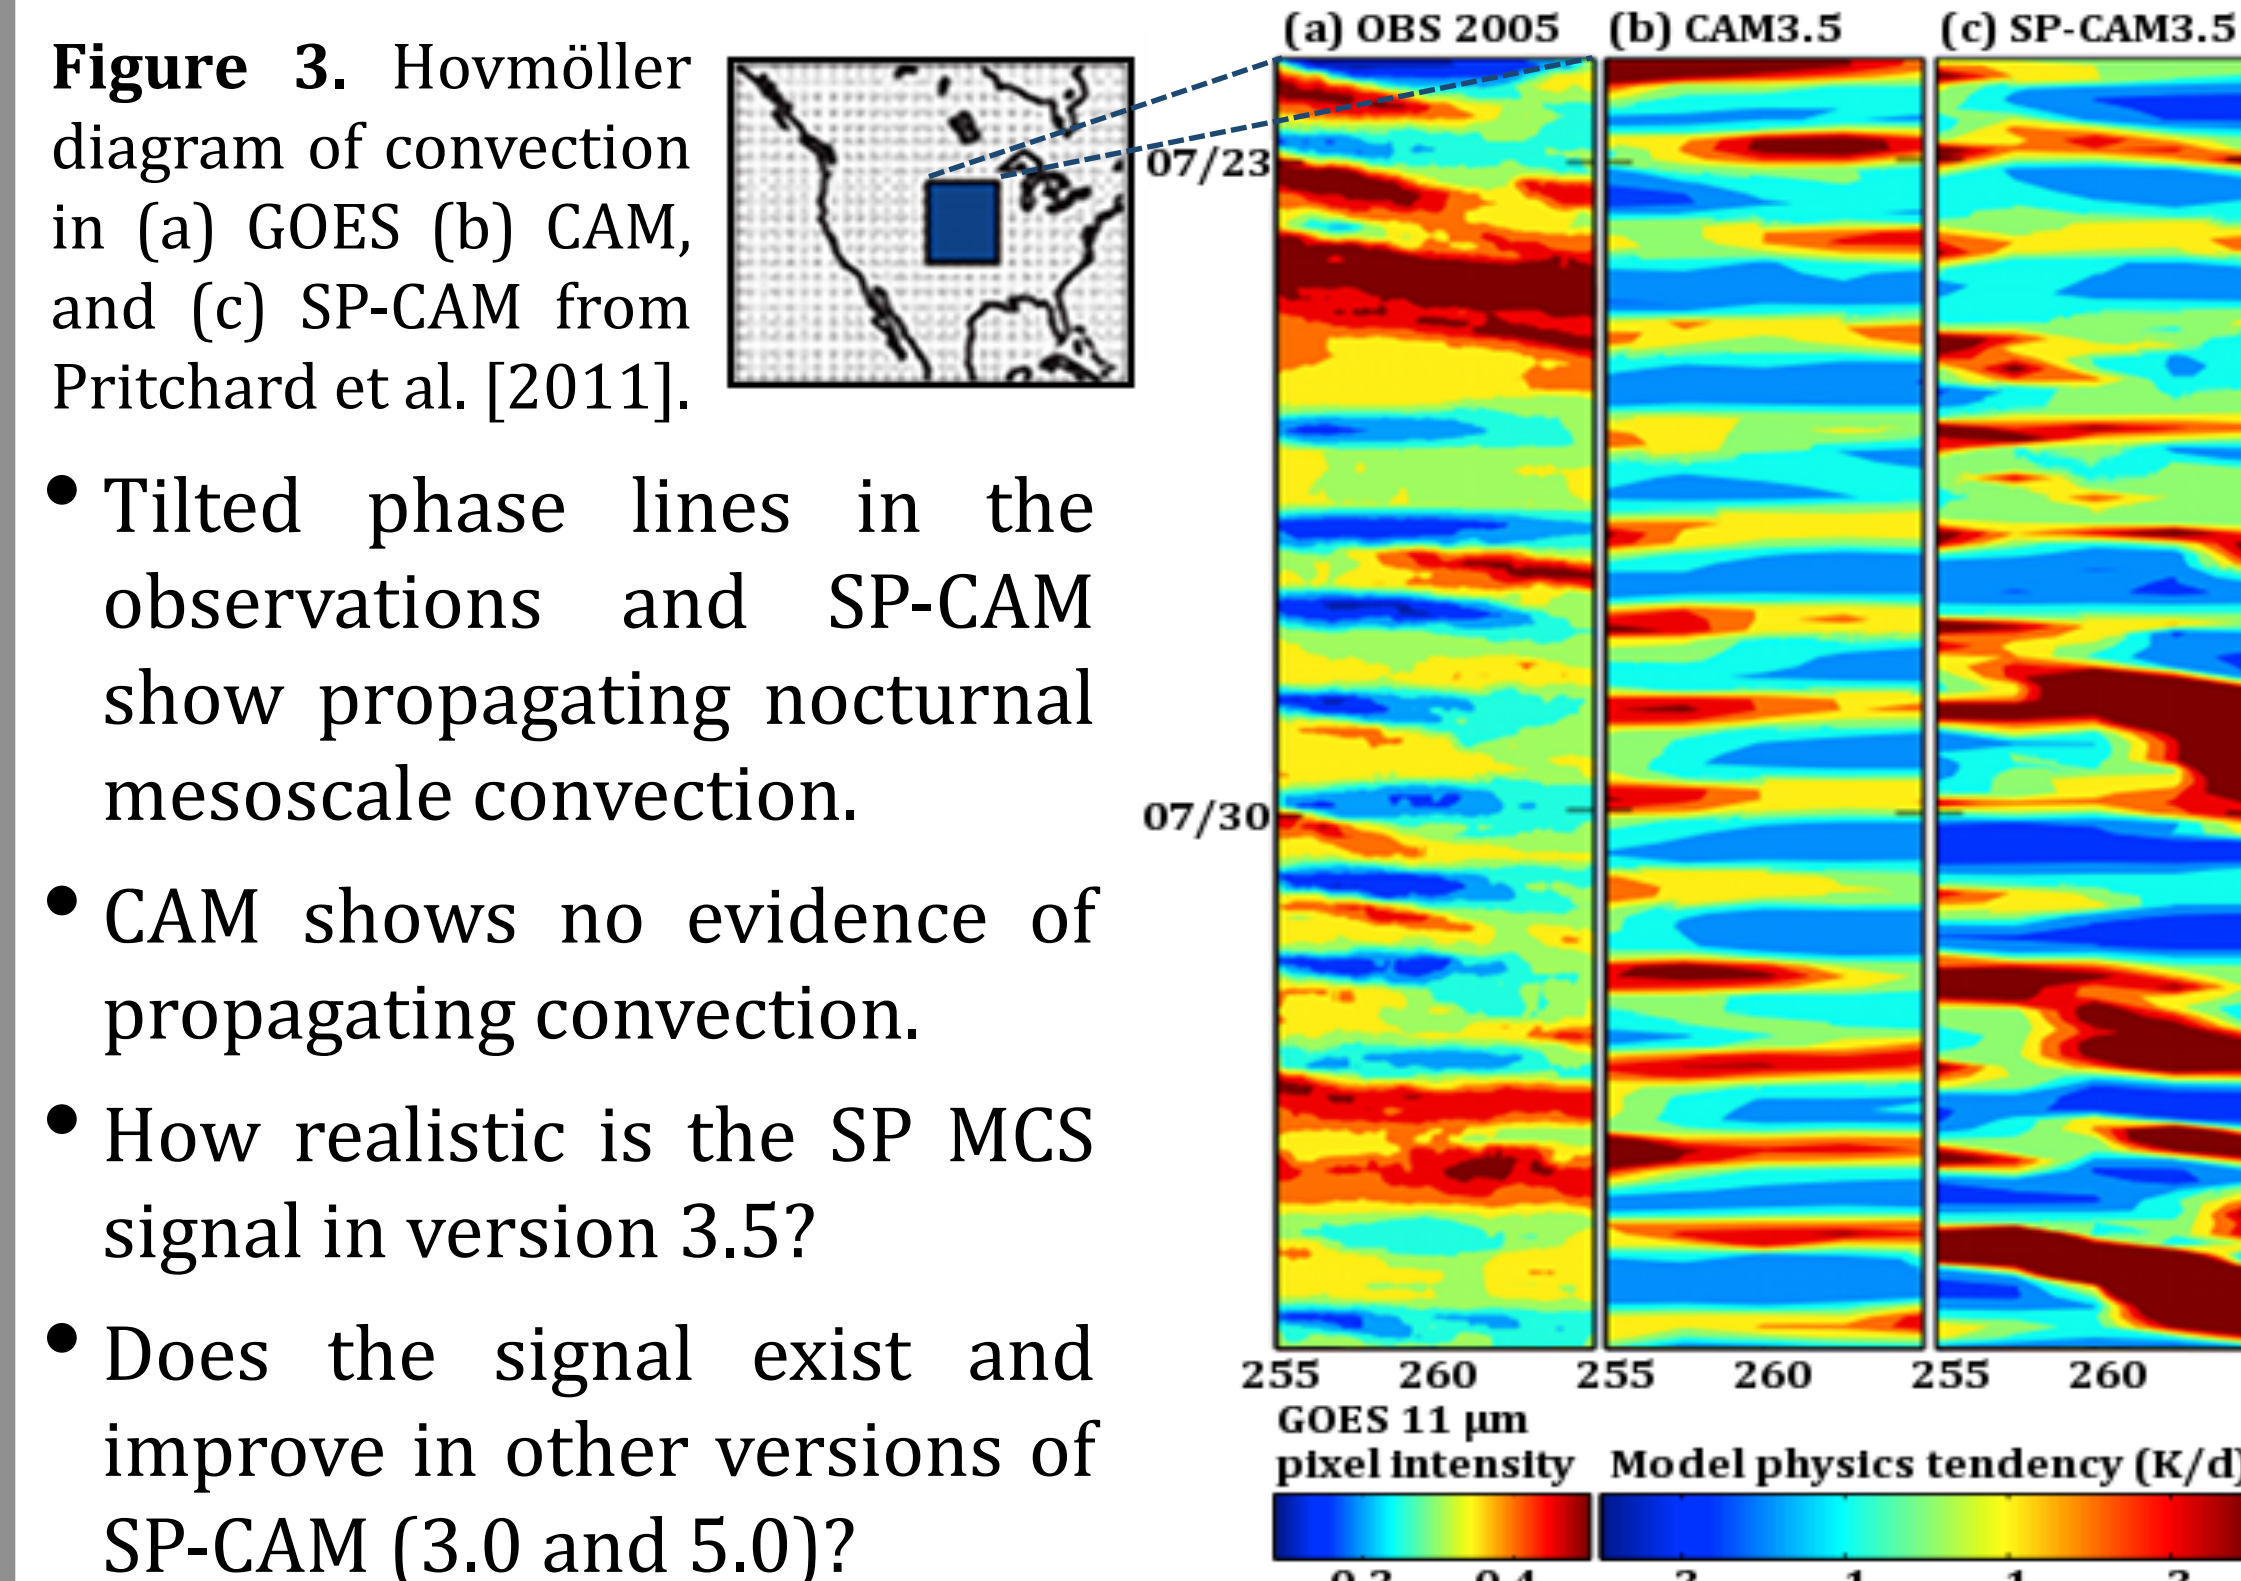 Figure 3. Hovmöller
diagram of convection
in (a) GOES (b) CAM,
and (c) SP-CAM from
Pritchard et al. [2011].
• Tilted phase lines in the
observations and SP-CAM
show propagating nocturnal
mesoscale convection.
• CAM shows no evidence of
propagating convection.
• How realistic is the SP MCS
signal in version 3.5?
• Does the signal exist and
improve in other versions of
SP-CAM (3.0 and 5.0)?
(a) OBS 2005 (b) CAM3.5 (c) SP-CAM3.5
07/23
07/30
255 260 255 260 255 260
GOES 11 µm
pixel intensity Model physics tendency (K/d)